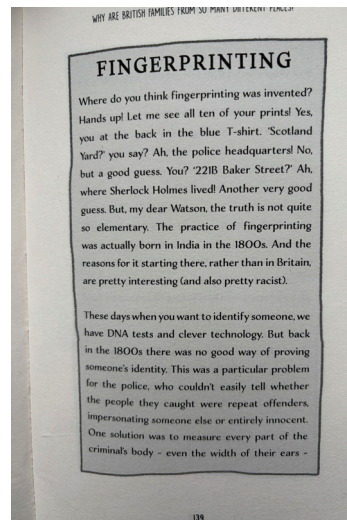 WHY ARE BRITISH FAMILIES FROM SO MANY DIFFERENT PLACES?
FINGERPRINTING
Where do you think fingerprinting was invented?
Hands up! Let me see all ten of your prints! Yes,
you at the back in the blue T-shirt. 'Scotland
Yard?' you say? Ah, the police headquarters! No,
but a good guess. You? '221B Baker Street?' Ah,
where Sherlock Holmes lived! Another very good
guess. But, my dear Watson, the truth is not quite
so elementary. The practice of fingerprinting
was actually born in India in the 1800s. And the
reasons for it starting there, rather than in Britain,
are pretty interesting (and also pretty racist).
These days when you want to identify someone, we
have DNA tests and clever technology. But back
in the 1800s there was no good way of proving
someone's identity. This was a particular problem
for the police, who couldn't easily tell whether
the people they caught were repeat offenders,
impersonating someone else or entirely innocent.
One solution was to measure every part of the
criminal's body – even the width of their ears –
139